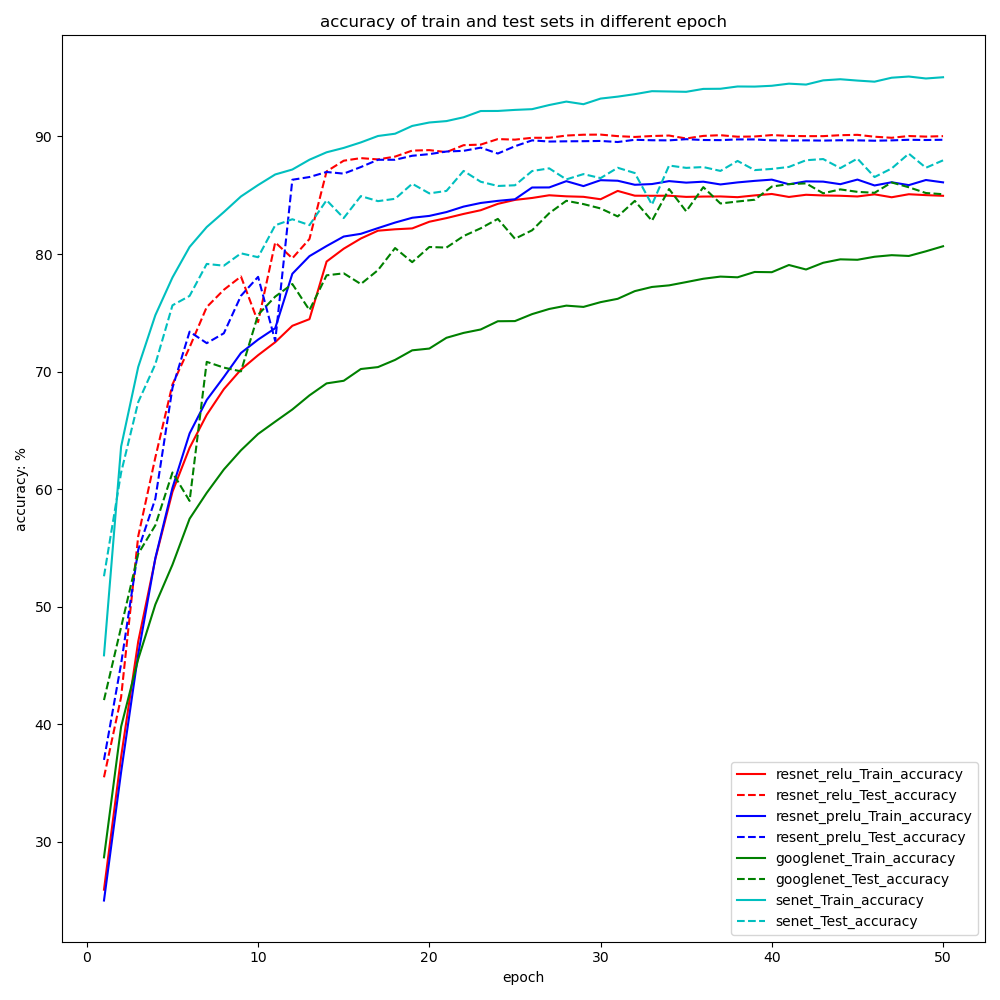 accuracy of train and test sets in different epoch
accuracy: %
90
80
70
60
50
40
30
0
10
20
30
40
50
epoch
resnet_relu_Train_accuracy
resnet_relu_Test_accuracy
resnet_prelu_Train_accuracy
resent_prelu_Test_accuracy
googlenet_Train_accuracy
googlenet_Test_accuracy
senet_Train_accuracy
senet_Test_accuracy